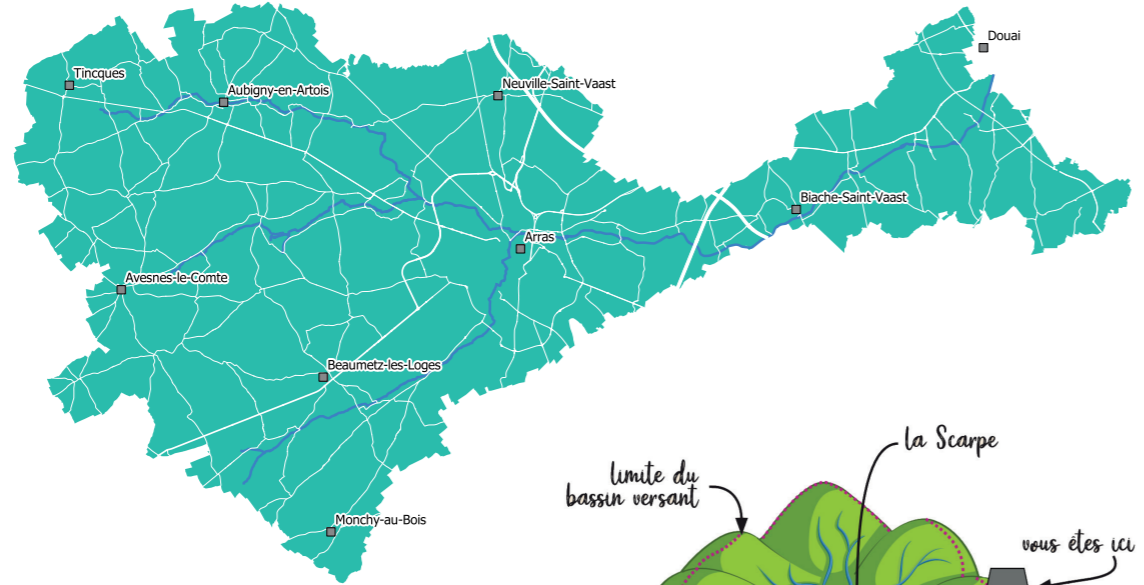 Douai
Tincques
Aubigny-en-Artois
Neuville-Saint-Vaast
Biache-Saint-Vaast
Arras
Avesnes-le-Comte
Beaumetz-les-Loges
Monchy-au-Bois
la Scarpe
limite du
bassin versant
vous êtes ici